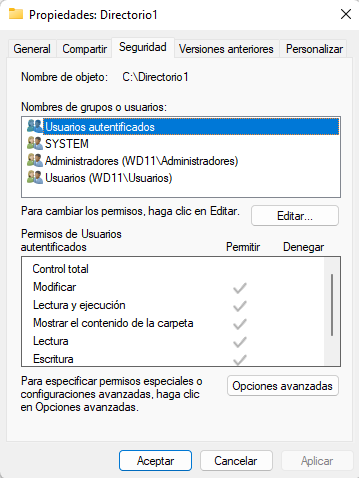 Propiedades: Directorio1
General Compartir Seguridad Versiones anteriores Personalizar
Nombre de objeto: C:\Directorio1
Nombres de grupos o usuarios:
Usuarios autentificados
SYSTEM
Administradores (WD11\Administradores)
Usuarios (WD11\Usuarios)
Para cambiar los permisos, haga clic en Editar.
Editar...
Permisos de Usuarios
autentificados Permitir Denegar
Control total
Modificar
Lectura y ejecución
Mostrar el contenido de la carpeta
Lectura
Escritura
Para especificar permisos especiales o
configuraciones avanzadas, haga clic
en Opciones avanzadas.
Opciones avanzadas
Aceptar Cancelar Aplicar